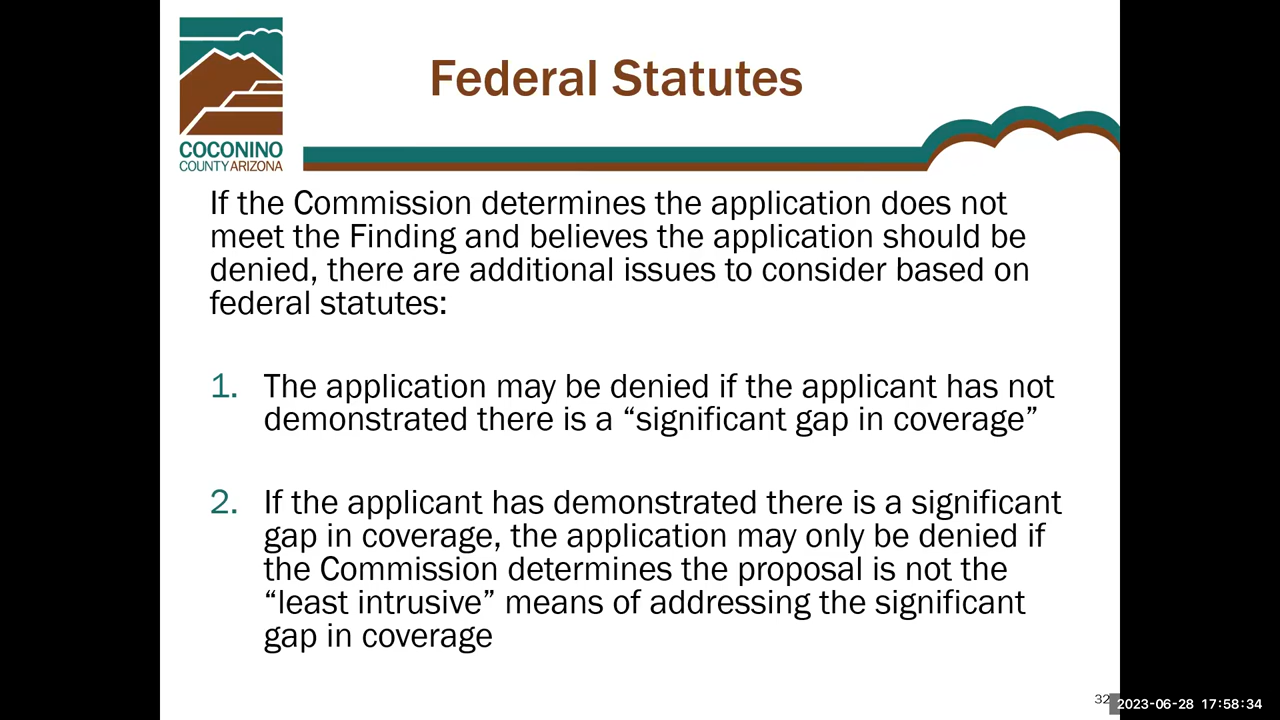 Federal Statutes
COCONINO
COUNTY ARIZONA
If the Commission determines the application does not
meet the Finding and believes the application should be
denied, there are additional issues to consider based on
federal statutes:
1. The application may be denied if the applicant has not
demonstrated there is a “significant gap in coverage”
2. If the applicant has demonstrated there is a significant
gap in coverage, the application may only be denied if
the Commission determines the proposal is not the
“least intrusive” means of addressing the significant
gap in coverage
32
2023-06-28 17:58:34